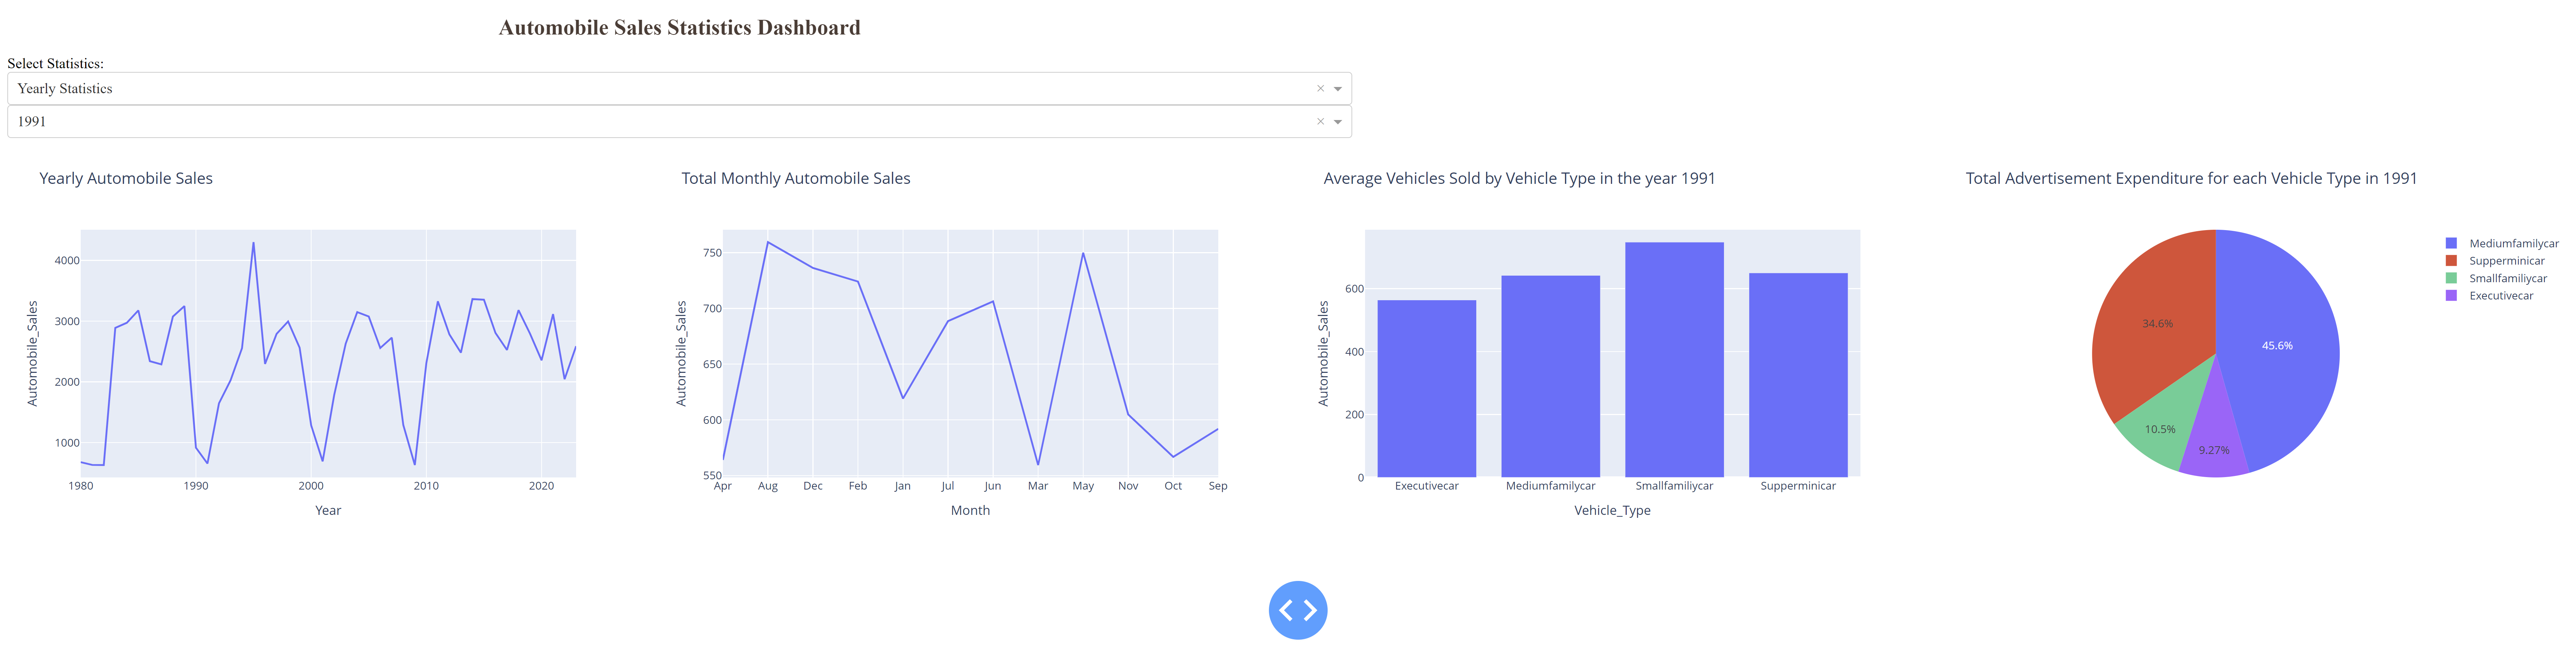 Automobile Sales Statistics Dashboard
Select Statistics:
Yearly Statistics
×
1991
×
Yearly Automobile Sales
Automobile_Sales
4000
3000
2000
1000
1980 1990 2000 2010 2020
Year
Total Monthly Automobile Sales
Automobile_Sales
750
700
650
600
550
Apr Aug Dec Feb Jan Jul Jun Mar May Nov Oct Sep
Month
Average Vehicles Sold by Vehicle Type in the year 1991
Automobile_Sales
600
400
200
0
Executivecar Mediumfamilycar Smallfamiliycar Supperminicar
Vehicle_Type
Total Advertisement Expenditure for each Vehicle Type in 1991
34.6%
45.6%
10.5%
9.27%
Mediumfamilycar
Supperminicar
Smallfamiliycar
Executivecar